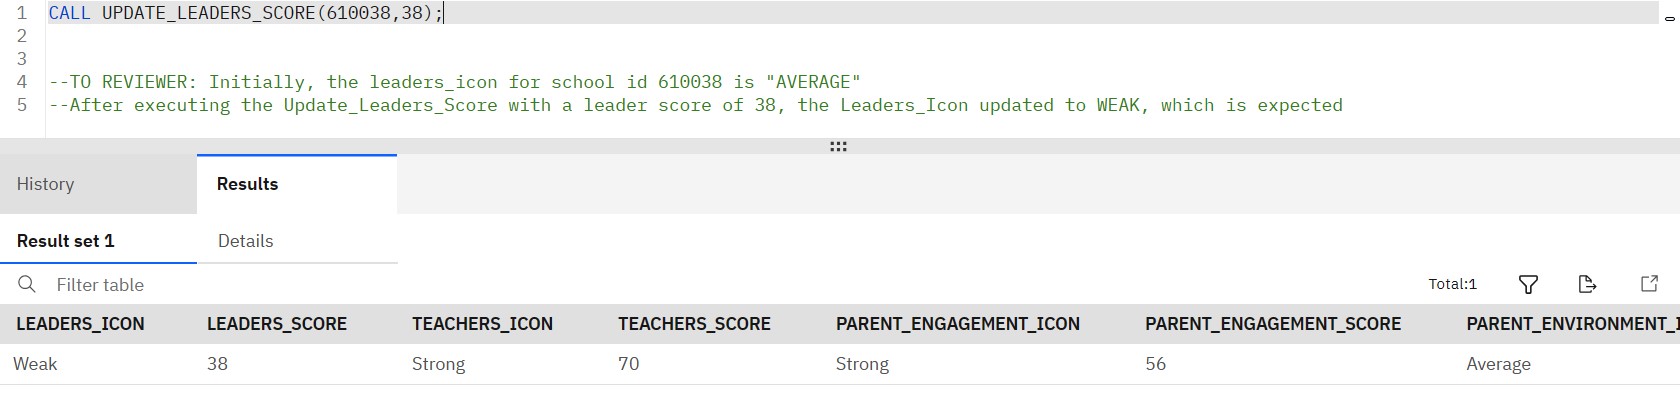 1 CALL UPDATE_LEADERS_SCORE(610038,38);
2
3
4 --TO REVIEWER: Initially, the leaders_icon for school id 610038 is "AVERAGE"
5 --After executing the Update_Leaders_Score with a leader score of 38, the Leaders_Icon updated to WEAK, which is expected
History Results
Result set 1 Details
Filter table Total:1
LEADERS_ICON LEADERS_SCORE TEACHERS_ICON TEACHERS_SCORE PARENT_ENGAGEMENT_ICON PARENT_ENGAGEMENT_SCORE PARENT_ENVIRONMENT_I
Weak 38 Strong 70 Strong 56 Average